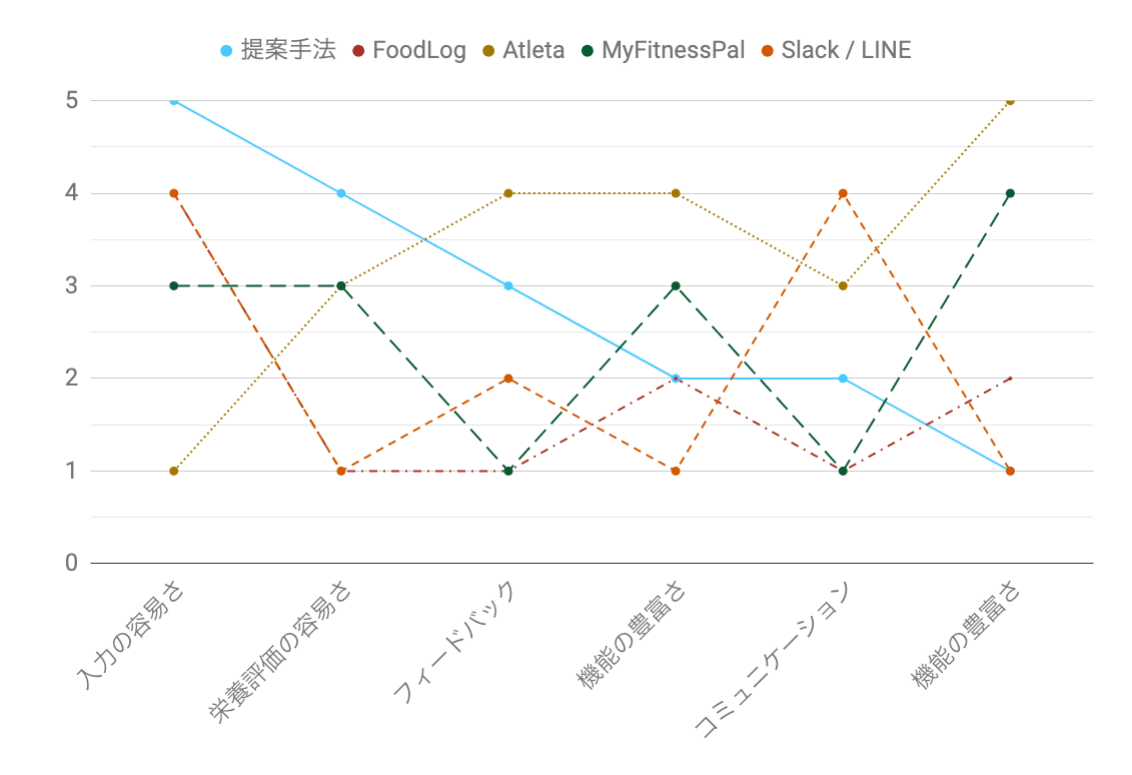 提案手法 FoodLog Atleta MyFitnessPal Slack / LINE
5
4
3
2
1
0
入力の容易さ
栄養評価の容易さ
フィードバック
機能の豊富さ
コミュニケーション
機能の豊富さ